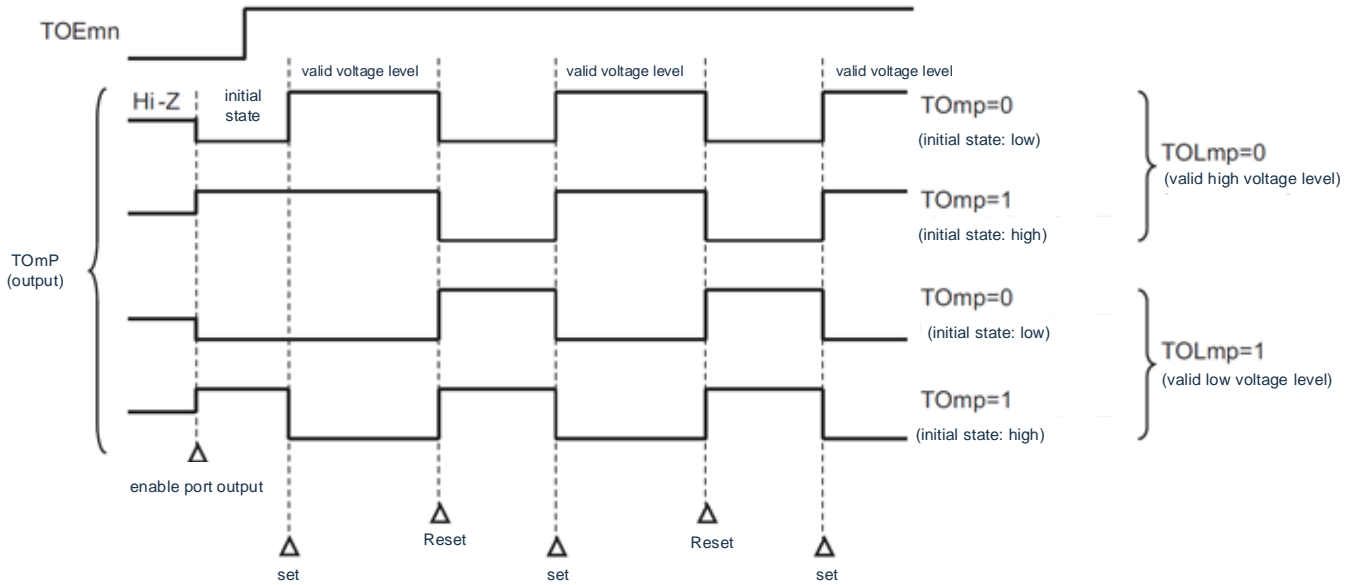 TOEmn
valid voltage level
valid voltage level
valid voltage level
Hi-Z
initial
state
TOmp=0
(initial state: low)
TOLmp=0
(valid high voltage level)
TOmp=1
(initial state: high)
TOmP
(output)
TOmp=0
(initial state: low)
TOLmp=1
(valid low voltage level)
TOmp=1
(initial state: high)
enable port output
Reset
Reset
set
set
set